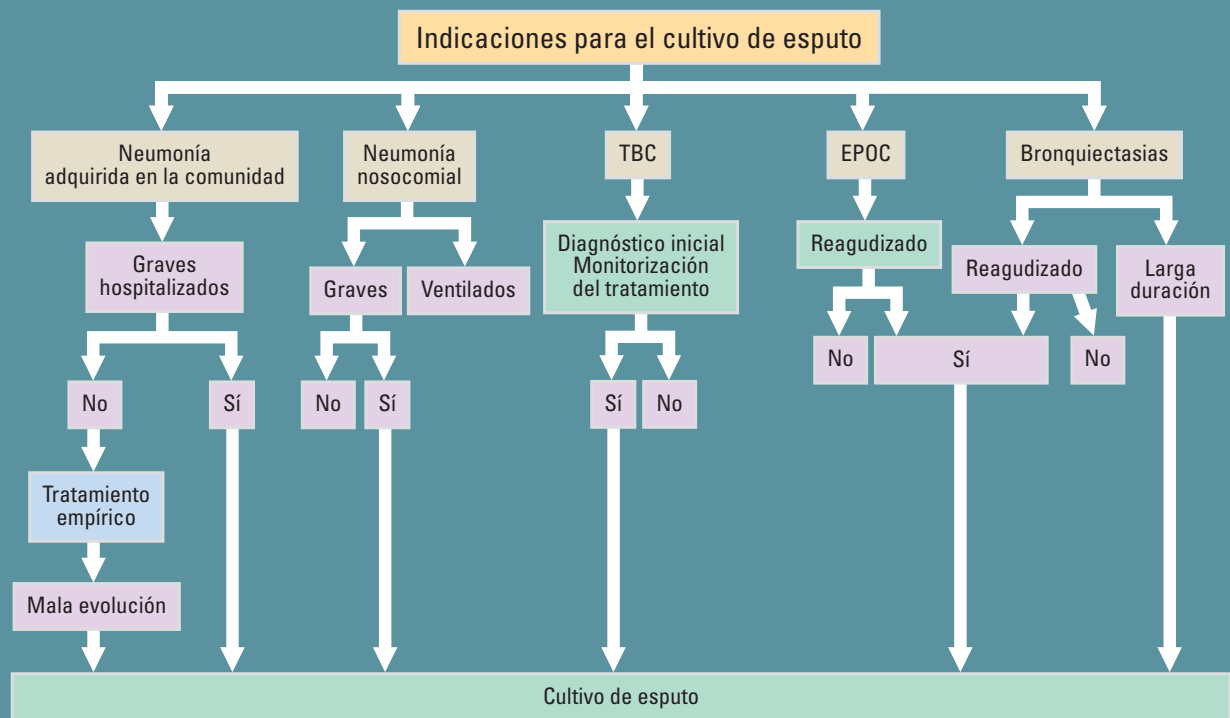 Indicaciones para el cultivo de esputo
Neumonía
adquirida en la comunidad
Neumonía
nosocomial
TBC
EPOC
Bronquiectasias
Graves
hospitalizados
Graves
Ventilados
Diagnóstico inicial
Monitorización
del tratamiento
Reagudizado
Reagudizado
Larga
duración
No
Sí
No
Sí
Sí
No
No
Sí
No
Tratamiento
empírico
Mala evolución
Cultivo de esputo